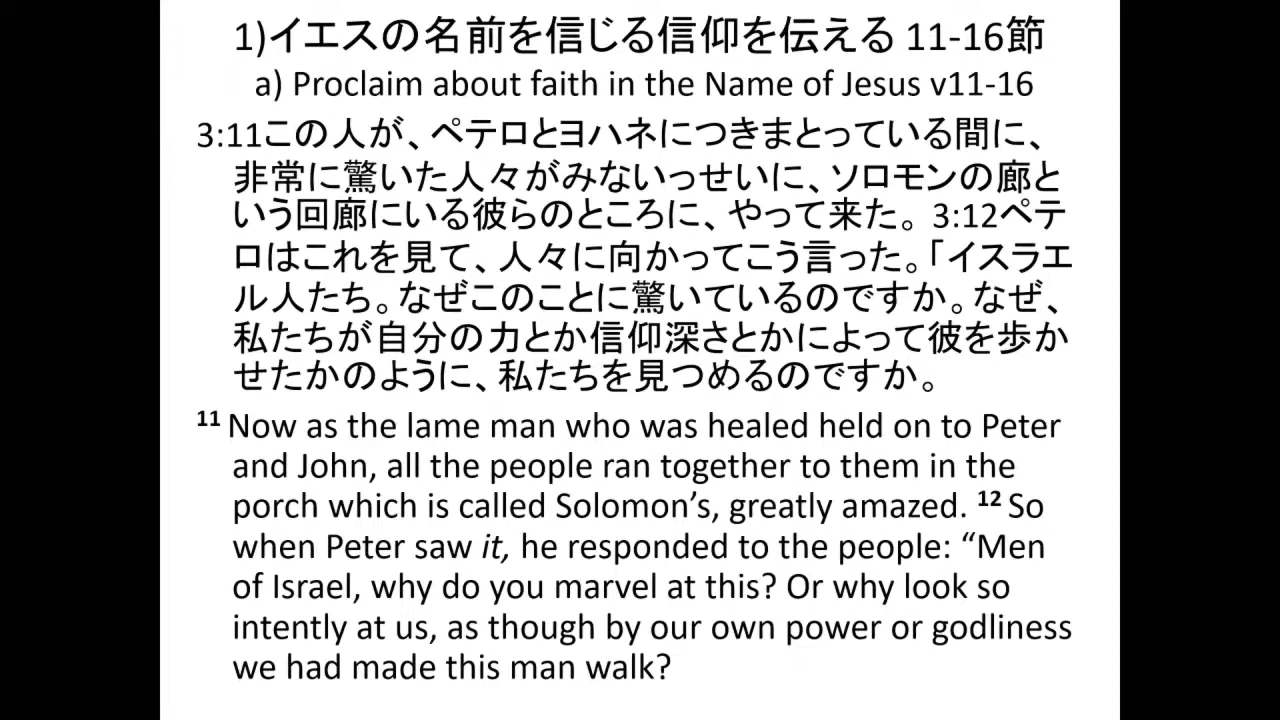 1)イエスの名前を信じる信仰を伝える 11-16節
a) Proclaim about faith in the Name of Jesus v11-16
3:11この人が、ペテロとヨハネにつきまとっている間に、
非常に驚いた人々がみないっせいに、ソロモンの廊と
いう回廊にいる彼らのところに、やって来た。 3:12ペテ
ロはこれを見て、人々に向かってこう言った。「イスラエ
ル人たち。なぜこのことに驚いているのですか。なぜ、
私たちが自分の力とか信仰深さとかによって彼を歩か
せたかのように、私たちを見つめるのですか。
11 Now as the lame man who was healed held on to Peter
and John, all the people ran together to them in the
porch which is called Solomon’s, greatly amazed. 12 So
when Peter saw it, he responded to the people: “Men
of Israel, why do you marvel at this? Or why look so
intently at us, as though by our own power or godliness
we had made this man walk?